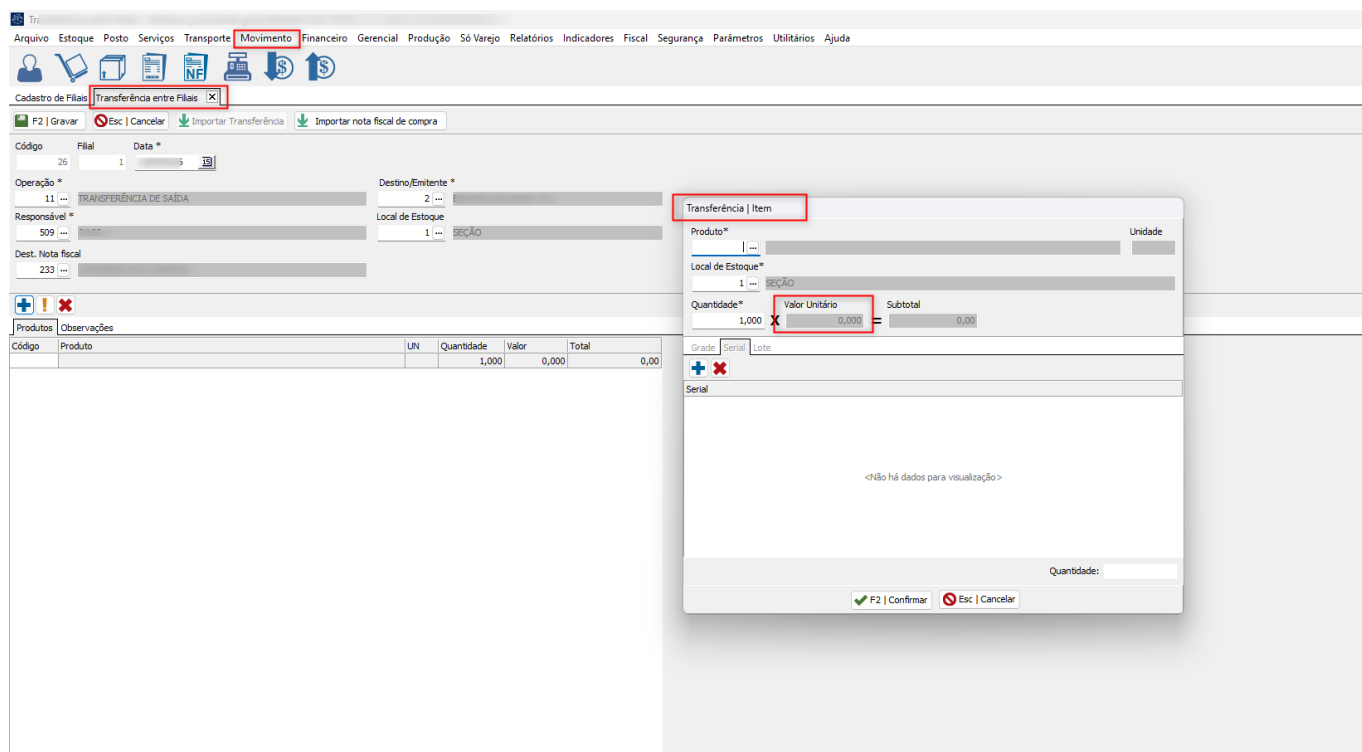 Arquivo Estoque Posto Serviços Transporte Movimento Financeiro Gerencial Produção Só Varejo Relatórios Indicadores Fiscal Segurança Parâmetros Utilitários Ajuda
NF
Cadastro de Filiais Transferência entre Filiais X
F2 | Gravar Esc | Cancelar Importar Transferência Importar nota fiscal de compra
Código Filial Data *
26 1 15
Operação * Destino/Emitente *
11 ... TRANSFERÊNCIA DE SAÍDA 2 ...
Responsável * Local de Estoque
509 ... 1 ... SEÇÃO
Dest. Nota fiscal
233 ...
Produtos Observações
Código Produto UN Quantidade Valor Total
1,000 0,000 0,00
Transferência | Item
Produto* Unidade
...
Local de Estoque*
1 ... SEÇÃO
Quantidade* Valor Unitário Subtotal
1,000 X 0,000 = 0,00
Grade Serial Lote
Serial
<Não há dados para visualização>
Quantidade:
F2 | Confirmar Esc | Cancelar